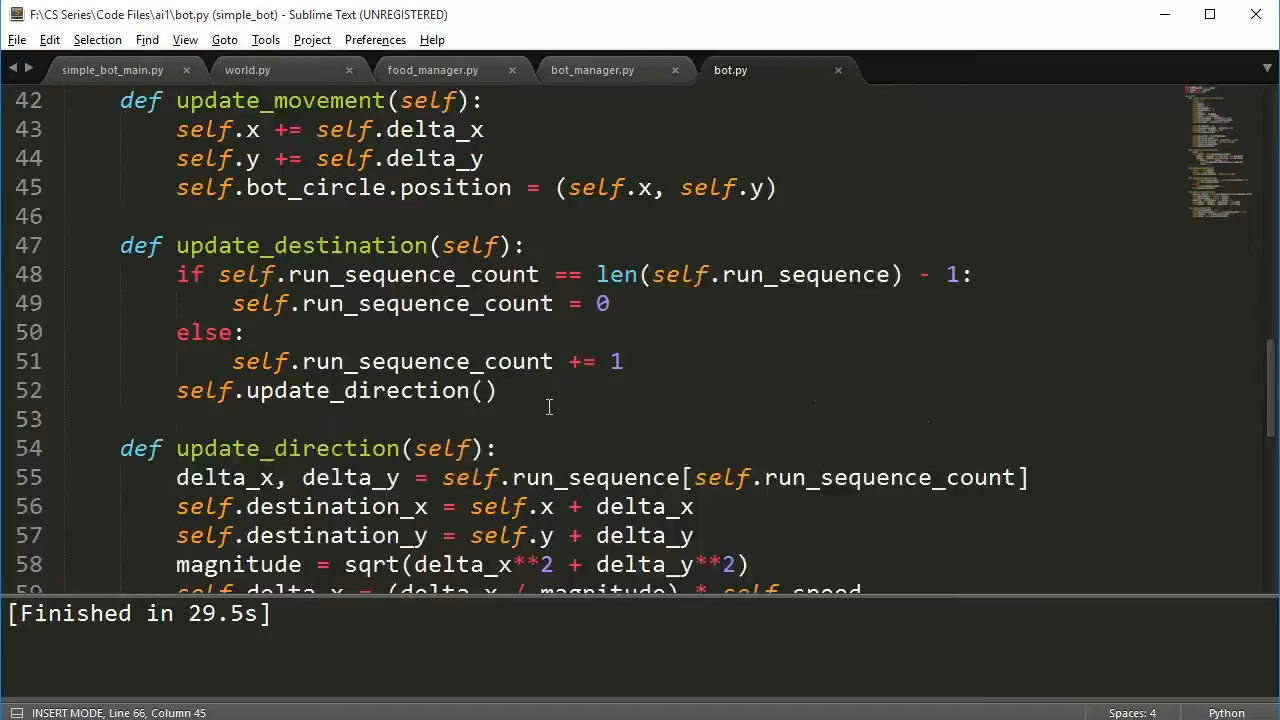 F:\CS Series\Code Files\ai1\bot.py (simple_bot) - Sublime Text (UNREGISTERED)
File Edit Selection Find View Goto Tools Project Preferences Help
simple_bot_main.py world.py food_manager.py bot_manager.py bot.py
42 def update_movement(self):
43 self.x += self.delta_x
44 self.y += self.delta_y
45 self.bot_circle.position = (self.x, self.y)
46
47 def update_destination(self):
48 if self.run_sequence_count == len(self.run_sequence) - 1:
49 self.run_sequence_count = 0
50 else:
51 self.run_sequence_count += 1
52 self.update_direction()
53
54 def update_direction(self):
55 delta_x, delta_y = self.run_sequence[self.run_sequence_count]
56 self.destination_x = self.x + delta_x
57 self.destination_y = self.y + delta_y
58 magnitude = sqrt(delta_x**2 + delta_y**2)
59 self.delta_x = (delta_x / magnitude) * self.speed
[Finished in 29.5s]
INSERT MODE, Line 66, Column 45 Spaces: 4 Python